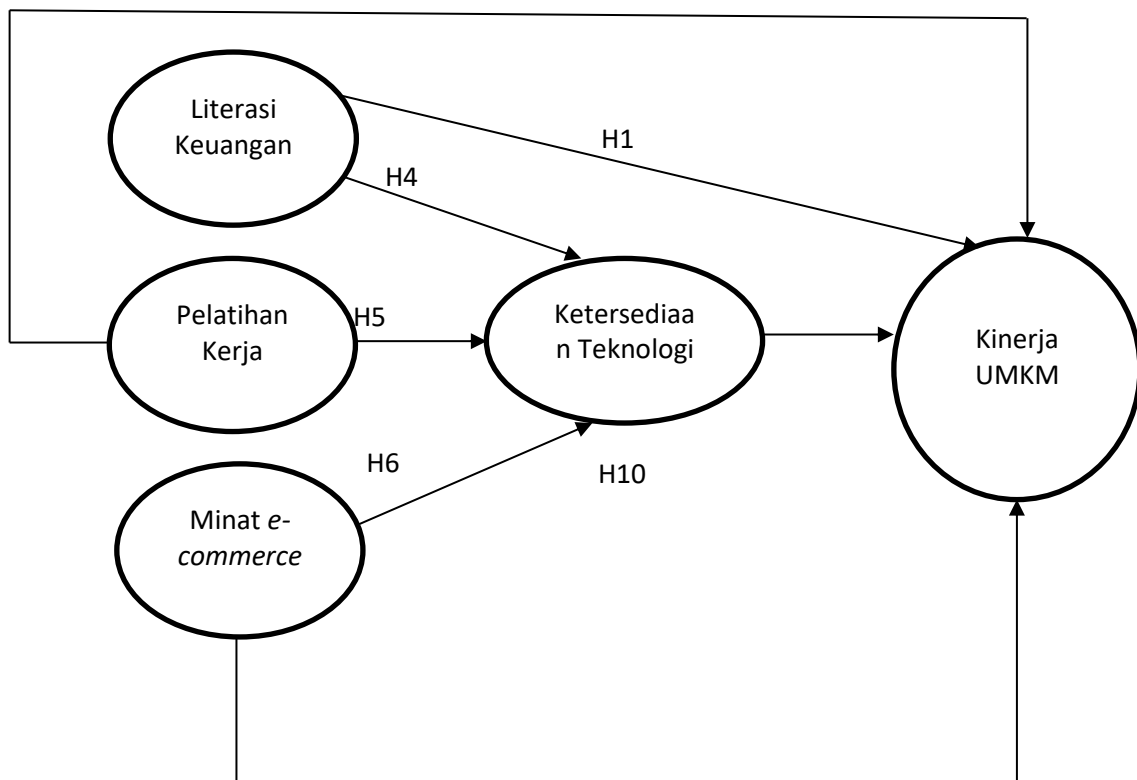 Literasi
Keuangan
H1
H4
Pelatihan
Kerja
H5
Ketersediaa
n Teknologi
Kinerja
UMKM
H6
H10
Minat e-
commerce